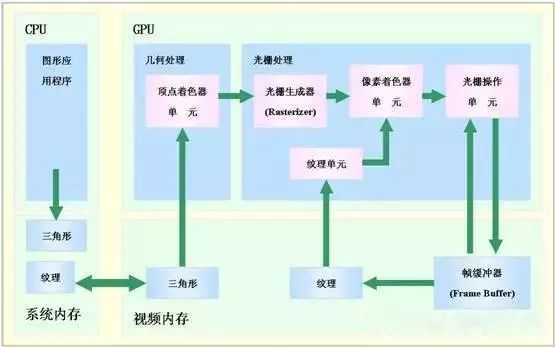 CPU
图形应
用程序
三角形
纹理
系统内存
GPU
几何处理
顶点着色器
单 元
光栅处理
光栅生成器
(Rasterizer)
像素着色器
单 元
光栅操作
单 元
纹理单元
三角形
纹理
帧缓冲器
(Frame Buffer)
视频内存